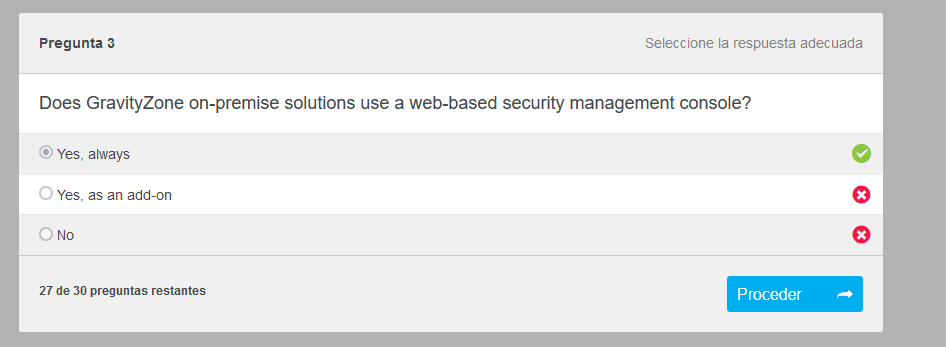 Pregunta 3
Seleccione la respuesta adecuada
Does GravityZone on-premise solutions use a web-based security management console?
Yes, always
Yes, as an add-on
No
27 de 30 preguntas restantes
Proceder